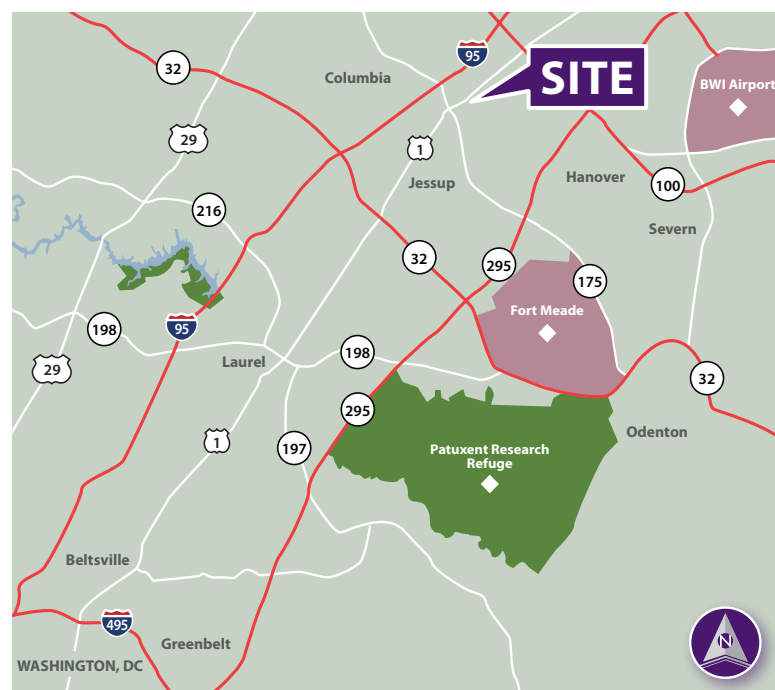 95
32
Columbia
SITE
BWI Airport
29
1
Jessup
Hanover
100
216
Severn
32
295
175
Fort Meade
198
95
Laurel
198
29
32
295
1
197
Odenton
Patuxent Research
Refuge
Beltsville
495
Greenbelt
WASHINGTON, DC
N